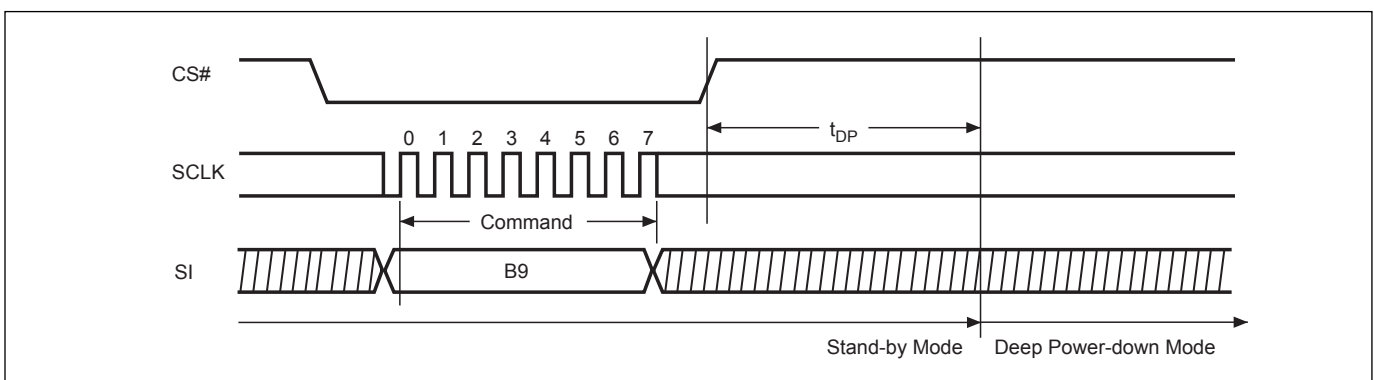 CS#
t_DP
0 1 2 3 4 5 6 7
SCLK
Command
SI
B9
Stand-by Mode Deep Power-down Mode